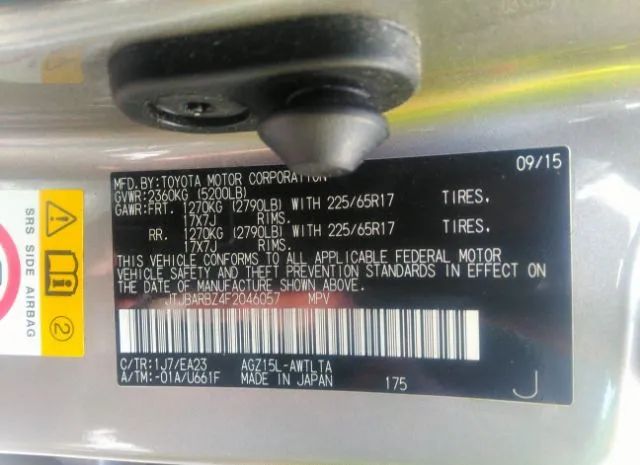 09/15
MFD. BY: TOYOTA MOTOR CORPORATION
GVWR: 2360KG (5200LB)
GAWR: FRT. 1270KG (2790LB) WITH 225/65R17 TIRES.
17X7J RIMS.
RR. 1270KG (2790LB) WITH 225/65R17 TIRES.
17X7J RIMS.
THIS VEHICLE CONFORMS TO ALL APPLICABLE FEDERAL MOTOR
VEHICLE SAFETY AND THEFT PREVENTION STANDARDS IN EFFECT ON
THE DATE OF MANUFACTURE SHOWN ABOVE.
JTJBARBZ4F2046057 MPV
C/TR: 1J7/EA23 AGZ15L-AWTLTA
A/TM: -01A/U661F MADE IN JAPAN 175 J
SRS SIDE AIRBAG
2